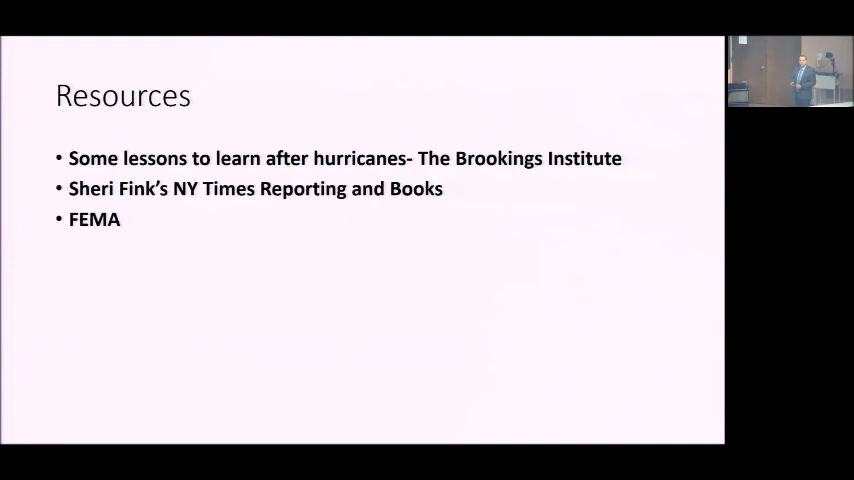 Resources
• Some lessons to learn after hurricanes- The Brookings Institute
• Sheri Fink's NY Times Reporting and Books
• FEMA